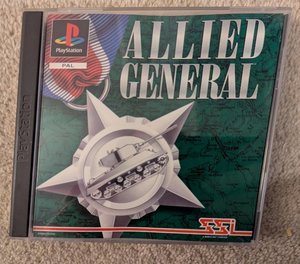 PlayStation
PAL
ALLIED
GENERAL
PlayStation
SSI